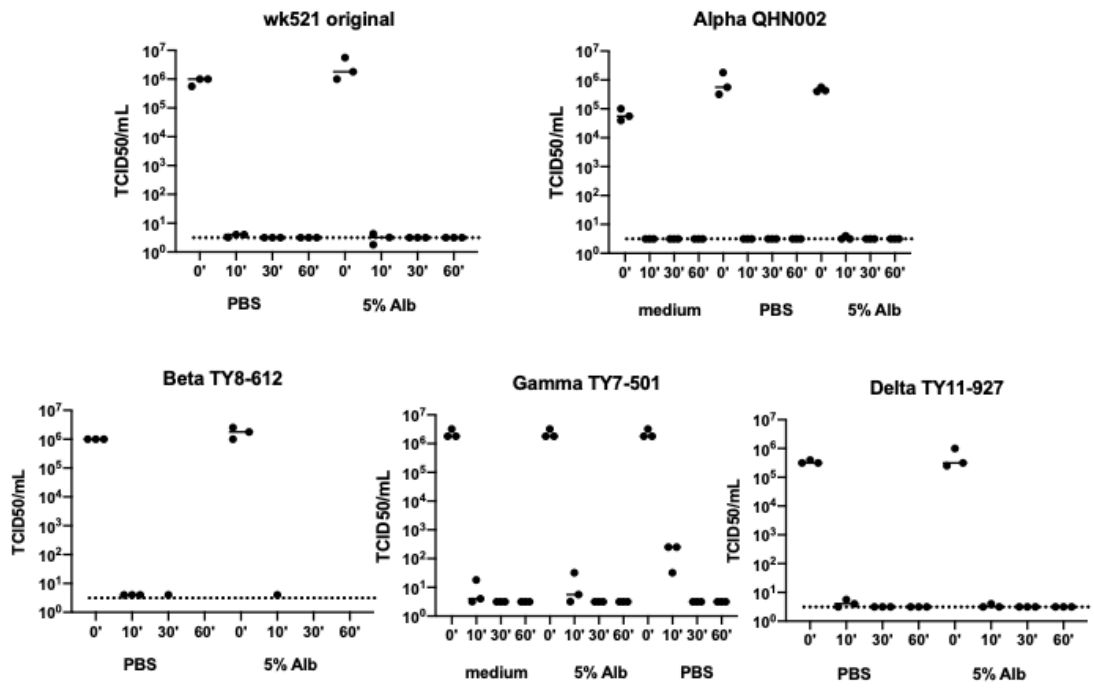 wk521 original
10⁷
10⁶
10⁵
10⁴
10³
10²
10¹
10⁰
TCID50/mL
0' 10' 30' 60' 0' 10' 30' 60'
PBS 5% Alb
Alpha QHN002
10⁷
10⁶
10⁵
10⁴
10³
10²
10¹
10⁰
TCID50/mL
0' 10' 30' 60' 0' 10' 30' 60' 0' 10' 30' 60'
medium PBS 5% Alb
Beta TY8-612
10⁷
10⁶
10⁵
10⁴
10³
10²
10¹
10⁰
TCID50/mL
0' 10' 30' 60' 0' 10' 30' 60'
PBS 5% Alb
Gamma TY7-501
10⁷
10⁶
10⁵
10⁴
10³
10²
10¹
10⁰
TCID50/mL
0' 10' 30' 60' 0' 10' 30' 60' 0' 10' 30' 60'
medium 5% Alb PBS
Delta TY11-927
10⁷
10⁶
10⁵
10⁴
10³
10²
10¹
10⁰
TCID50/mL
0' 10' 30' 60' 0' 10' 30' 60'
PBS 5% Alb